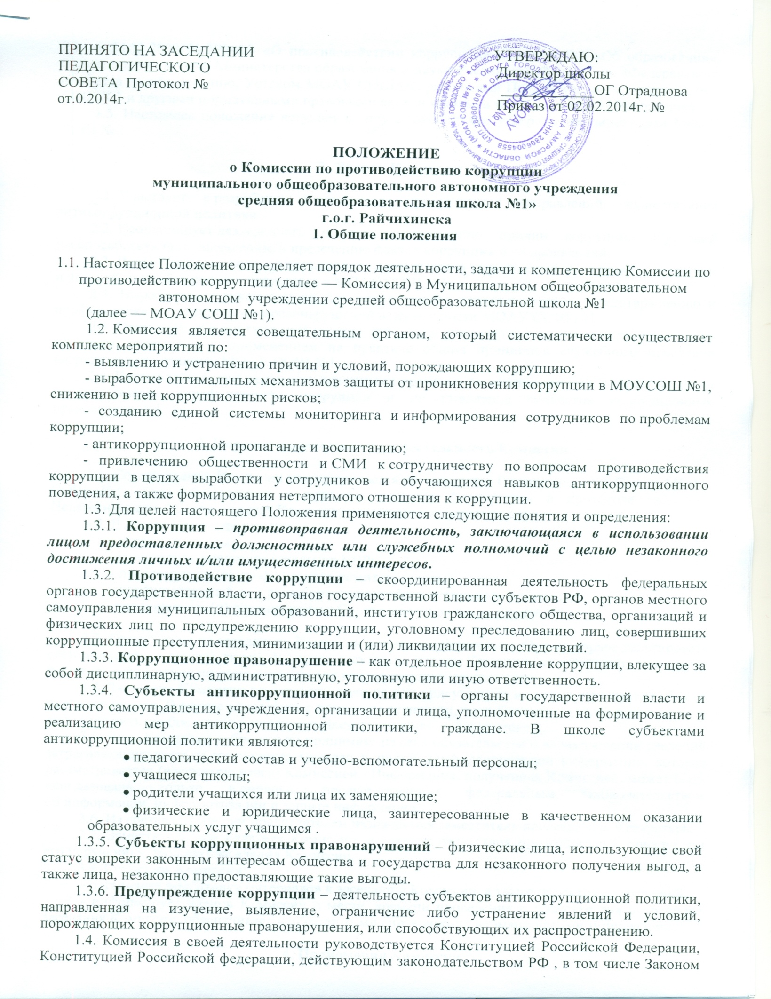 ПРИНЯТО НА ЗАСЕДАНИИ
ПЕДАГОГИЧЕСКОГО
СОВЕТА  Протокол №
от.0.2014г.
УТВЕРЖДАЮ:
Директор школы
____________ОГ Отраднова
Приказ от 02.02.2014г. №
МОАУ
СОШ
№1
ПОЛОЖЕНИЕ
о Комиссии по противодействию коррупции
муниципального общеобразовательного автономного учреждения
средняя общеобразовательная школа №1»
г.о.г. Райчихинска
1. Общие положения
1.1. Настоящее Положение определяет порядок деятельности, задачи и компетенцию Комиссии по
противодействию коррупции (далее — Комиссия) в Муниципальном общеобразовательном
автономном  учреждении средней общеобразовательной школа №1
(далее — МОАУ СОШ №1).
1.2. Комиссия является совещательным органом, который систематически осуществляет
комплекс мероприятий по:
- выявлению и устранению причин и условий, порождающих коррупцию;
- выработке оптимальных механизмов защиты от проникновения коррупции в МОУСОШ №1,
снижению в ней коррупционных рисков;
- созданию единой системы мониторинга и информирования сотрудников по проблемам
коррупции;
- антикоррупционной пропаганде и воспитанию;
- привлечению общественности и СМИ к сотрудничеству по вопросам противодействия
коррупции в целях выработки у сотрудников и обучающихся навыков антикоррупционного
поведения, а также формирования нетерпимого отношения к коррупции.
1.3. Для целей настоящего Положения применяются следующие понятия и определения:
1.3.1. Коррупция – противоправная деятельность, заключающаяся в использовании
лицом предоставленных должностных или служебных полномочий с целью незаконного
достижения личных и/или имущественных интересов.
1.3.2. Противодействие коррупции – скоординированная деятельность федеральных
органов государственной власти, органов государственной власти субъектов РФ, органов местного
самоуправления муниципальных образований, институтов гражданского общества, организаций и
физических лиц по предупреждению коррупции, уголовному преследованию лиц, совершивших
коррупционные преступления, минимизации и (или) ликвидации их последствий.
1.3.3. Коррупционное правонарушение – как отдельное проявление коррупции, влекущее за
собой дисциплинарную, административную, уголовную или иную ответственность.
1.3.4. Субъекты антикоррупционной политики – органы государственной власти и
местного самоуправления, учреждения, организации и лица, уполномоченные на формирование и
реализацию мер антикоррупционной политики, граждане. В школе субъектами
антикоррупционной политики являются:
• педагогический состав и учебно-вспомогательный персонал;
• учащиеся школы;
• родители учащихся или лица их заменяющие;
• физические и юридические лица, заинтересованные в качественном оказании
образовательных услуг учащимся .
1.3.5. Субъекты коррупционных правонарушений – физические лица, использующие свой
статус вопреки законным интересам общества и государства для незаконного получения выгод, а
также лица, незаконно предоставляющие такие выгоды.
1.3.6. Предупреждение коррупции – деятельность субъектов антикоррупционной политики,
направленная на изучение, выявление, ограничение либо устранение явлений и условий,
порождающих коррупционные правонарушения, или способствующих их распространению.
1.4. Комиссия в своей деятельности руководствуется Конституцией Российской Федерации,
Конституцией Российской федерации, действующим законодательством РФ , в том числе Законом